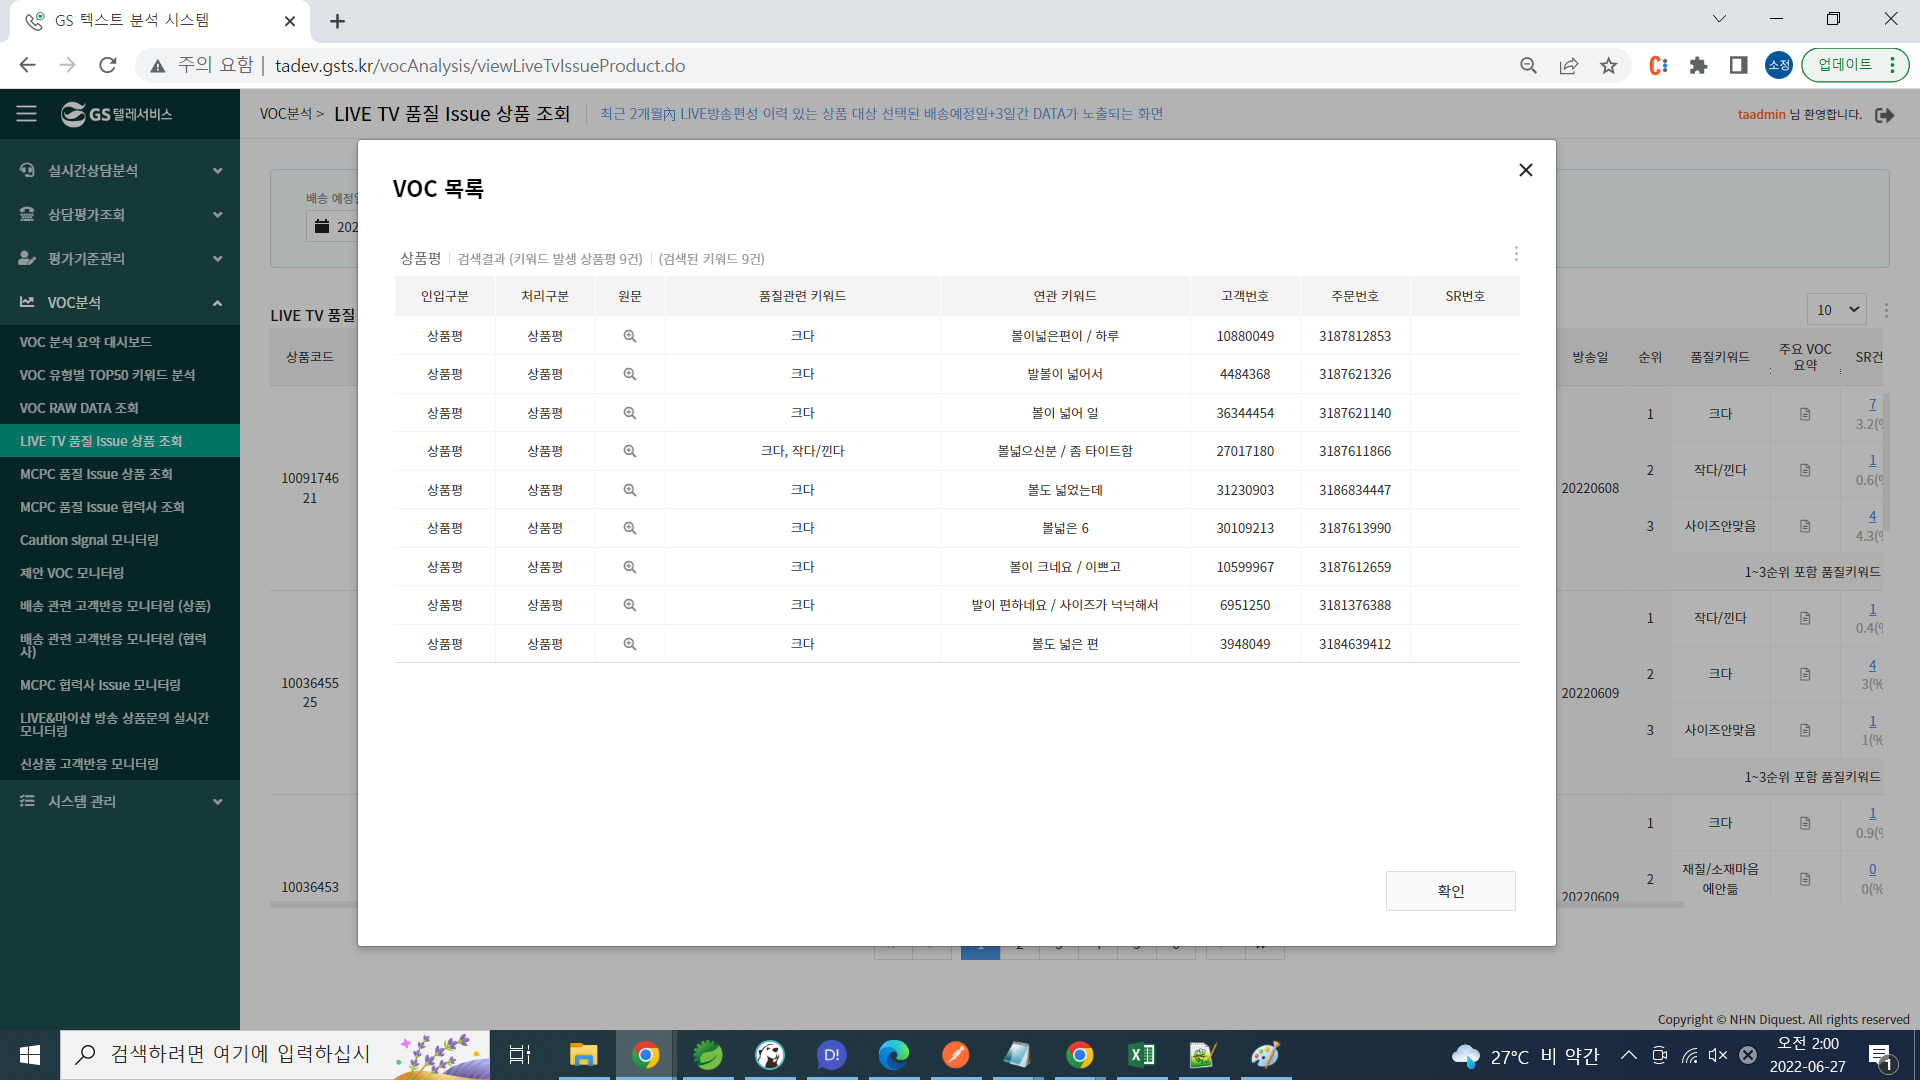 GS 텍스트 분석 시스템
주의 요함 | tadev.gsts.kr/vocAnalysis/viewLiveTvIssueProduct.do
소정
업데이트
GS텔레서비스
VOC분석 > LIVE TV 품질 Issue 상품 조회
최근 2개월內 LIVE방송편성 이력 있는 상품 대상 선택된 배송예정일+3일간 DATA가 노출되는 화면
taadmin 님 환영합니다.
실시간상담분석
상담평가조회
평가기준관리
VOC분석
VOC 분석 요약 대시보드
VOC 유형별 TOP50 키워드 분석
VOC RAW DATA 조회
LIVE TV 품질 Issue 상품 조회
MCPC 품질 Issue 상품 조회
MCPC 품질 Issue 협력사 조회
Caution signal 모니터링
제안 VOC 모니터링
배송 관련 고객반응 모니터링 (상품)
배송 관련 고객반응 모니터링 (협력
사)
MCPC 협력사 Issue 모니터링
LIVE&마이샵 방송 상품문의 실시간
모니터링
신상품 고객반응 모니터링
시스템 관리
배송 예정일
202
LIVE TV 품질
상품코드
10091746
21
10036455
25
10036453
VOC 목록
상품평 | 검색결과 (키워드 발생 상품평 9건) | (검색된 키워드 9건)
인입구분 처리구분 원문 품질관련 키워드 연관 키워드 고객번호 주문번호 SR번호
상품평 상품평 크다 볼이넓은편이 / 하루 10880049 3187812853
상품평 상품평 크다 발볼이 넓어서 4484368 3187621326
상품평 상품평 크다 볼이 넓어 일 36344454 3187621140
상품평 상품평 크다, 작다/낀다 볼넓으신분 / 좀 타이트함 27017180 3187611866
상품평 상품평 크다 볼도 넓었는데 31230903 3186834447
상품평 상품평 크다 볼넓은 6 30109213 3187613990
상품평 상품평 크다 볼이 크네요 / 이쁘고 10599967 3187612659
상품평 상품평 크다 발이 편하네요 / 사이즈가 넉넉해서 6951250 3181376388
상품평 상품평 크다 볼도 넓은 편 3948049 3184639412
확인
10
방송일 순위 품질키워드 주요 VOC
요약 SR건
20220608
1 크다 7
3.2(%
2 작다/낀다 1
0.6(%
3 사이즈안맞음 4
4.3(%
1~3순위 포함 품질키워드
20220609
1 작다/낀다 1
0.4(%
2 크다 4
3(%
3 사이즈안맞음 1
1(%
1~3순위 포함 품질키워드
20220609
1 크다 1
0.9(%
2 재질/소재마음
에안듦 0
0(%
Copyright © NHN Diquest. All rights reserved
검색하려면 여기에 입력하십시
D!
27°C 비 약간
오전 2:00
2022-06-27
1